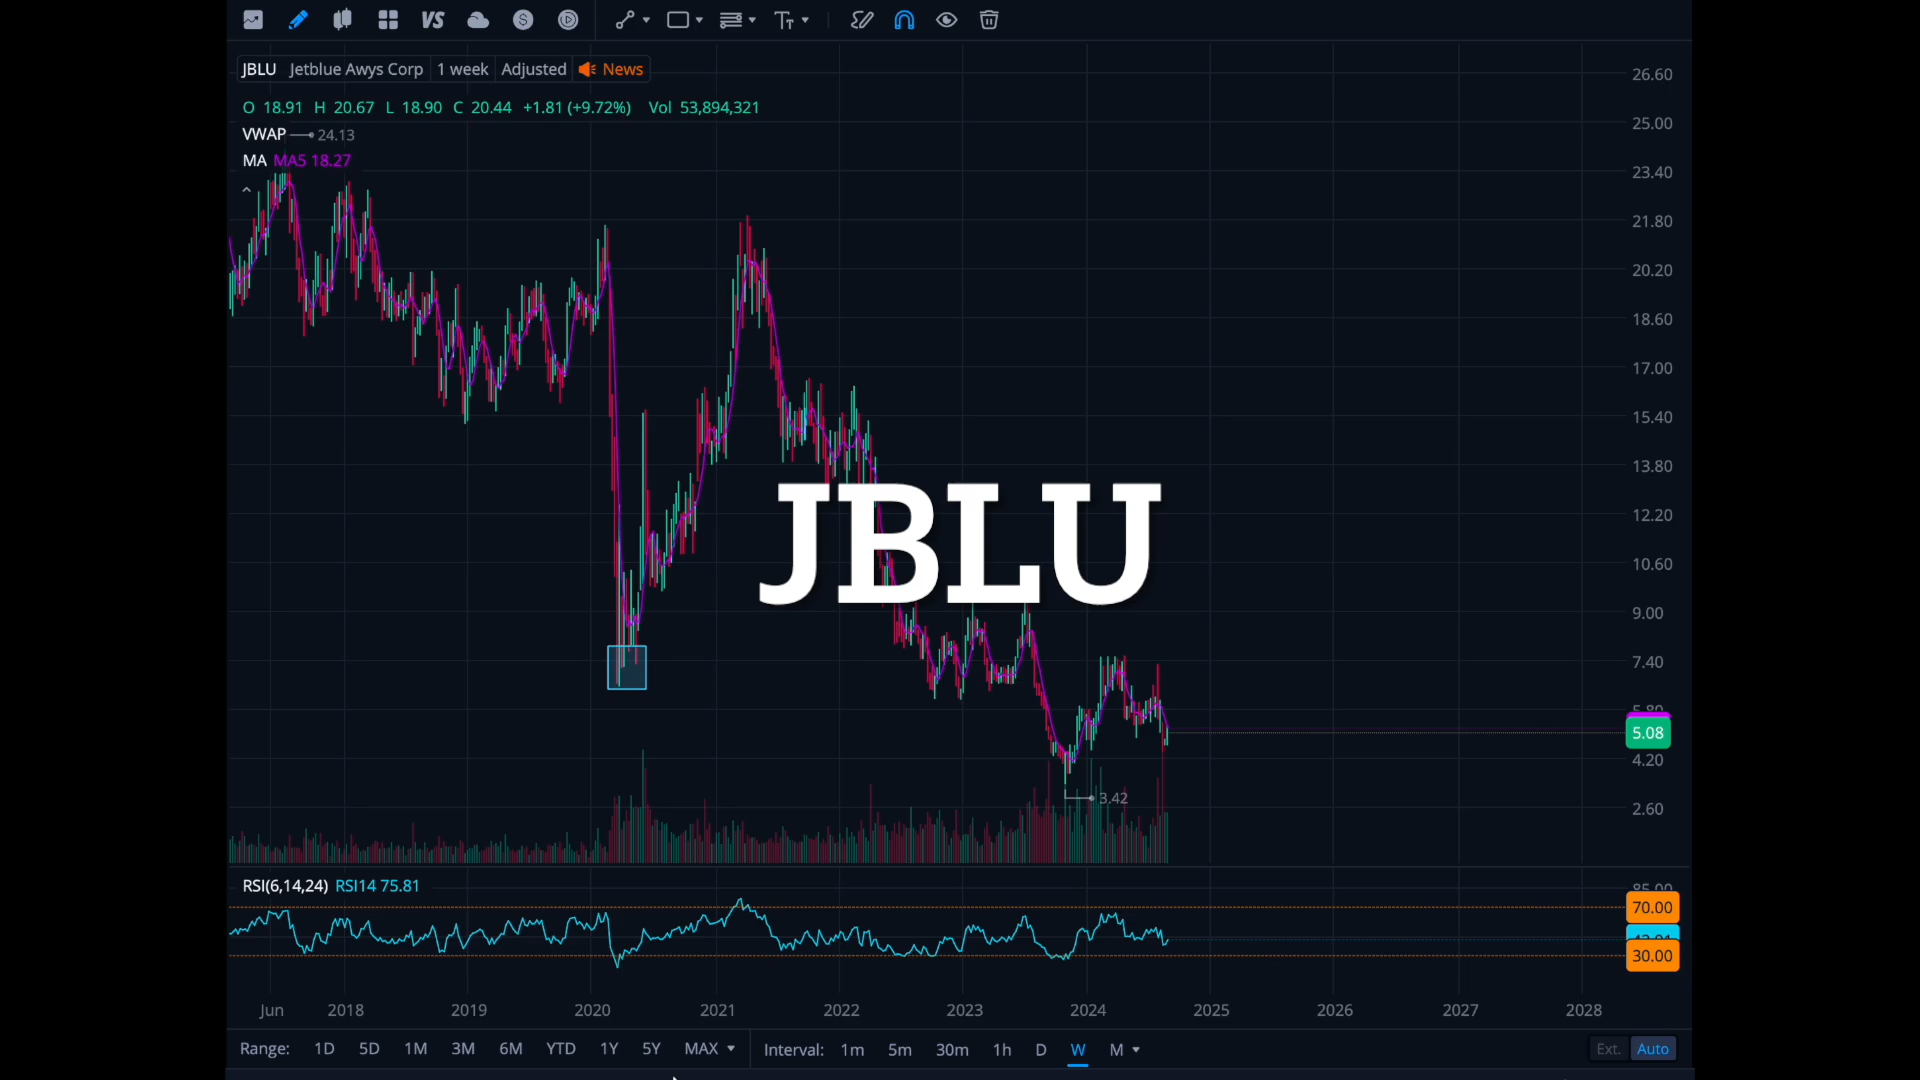 VS
JBLU Jetblue Awys Corp 1 week Adjusted News
O 18.91 H 20.67 L 18.90 C 20.44 +1.81 (+9.72%) Vol 53,894,321
VWAP 24.13
MA MA5 18.27
26.60
25.00
23.40
21.80
20.20
18.60
17.00
15.40
13.80
12.20
10.60
9.00
7.40
5.80
5.08
4.20
2.60
JBLU
3.42
RSI(6,14,24) RSI14 75.81
85.00
70.00
30.00
Jun 2018 2019 2020 2021 2022 2023 2024 2025 2026 2027 2028
Range: 1D 5D 1M 3M 6M YTD 1Y 5Y MAX Interval: 1m 5m 30m 1h D W M Ext. Auto